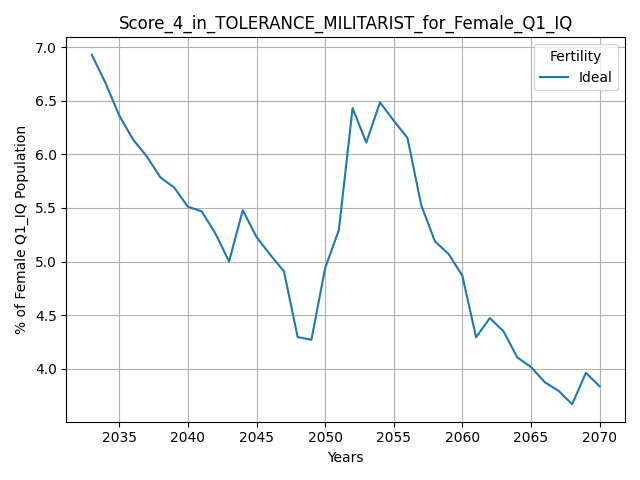 Score_4_in_TOLERANCE_MILITARIST_for_Female_Q1_IQ
Fertility
Ideal
% of Female Q1_IQ Population
7.0
6.5
6.0
5.5
5.0
4.5
4.0
2035 2040 2045 2050 2055 2060 2065 2070
Years